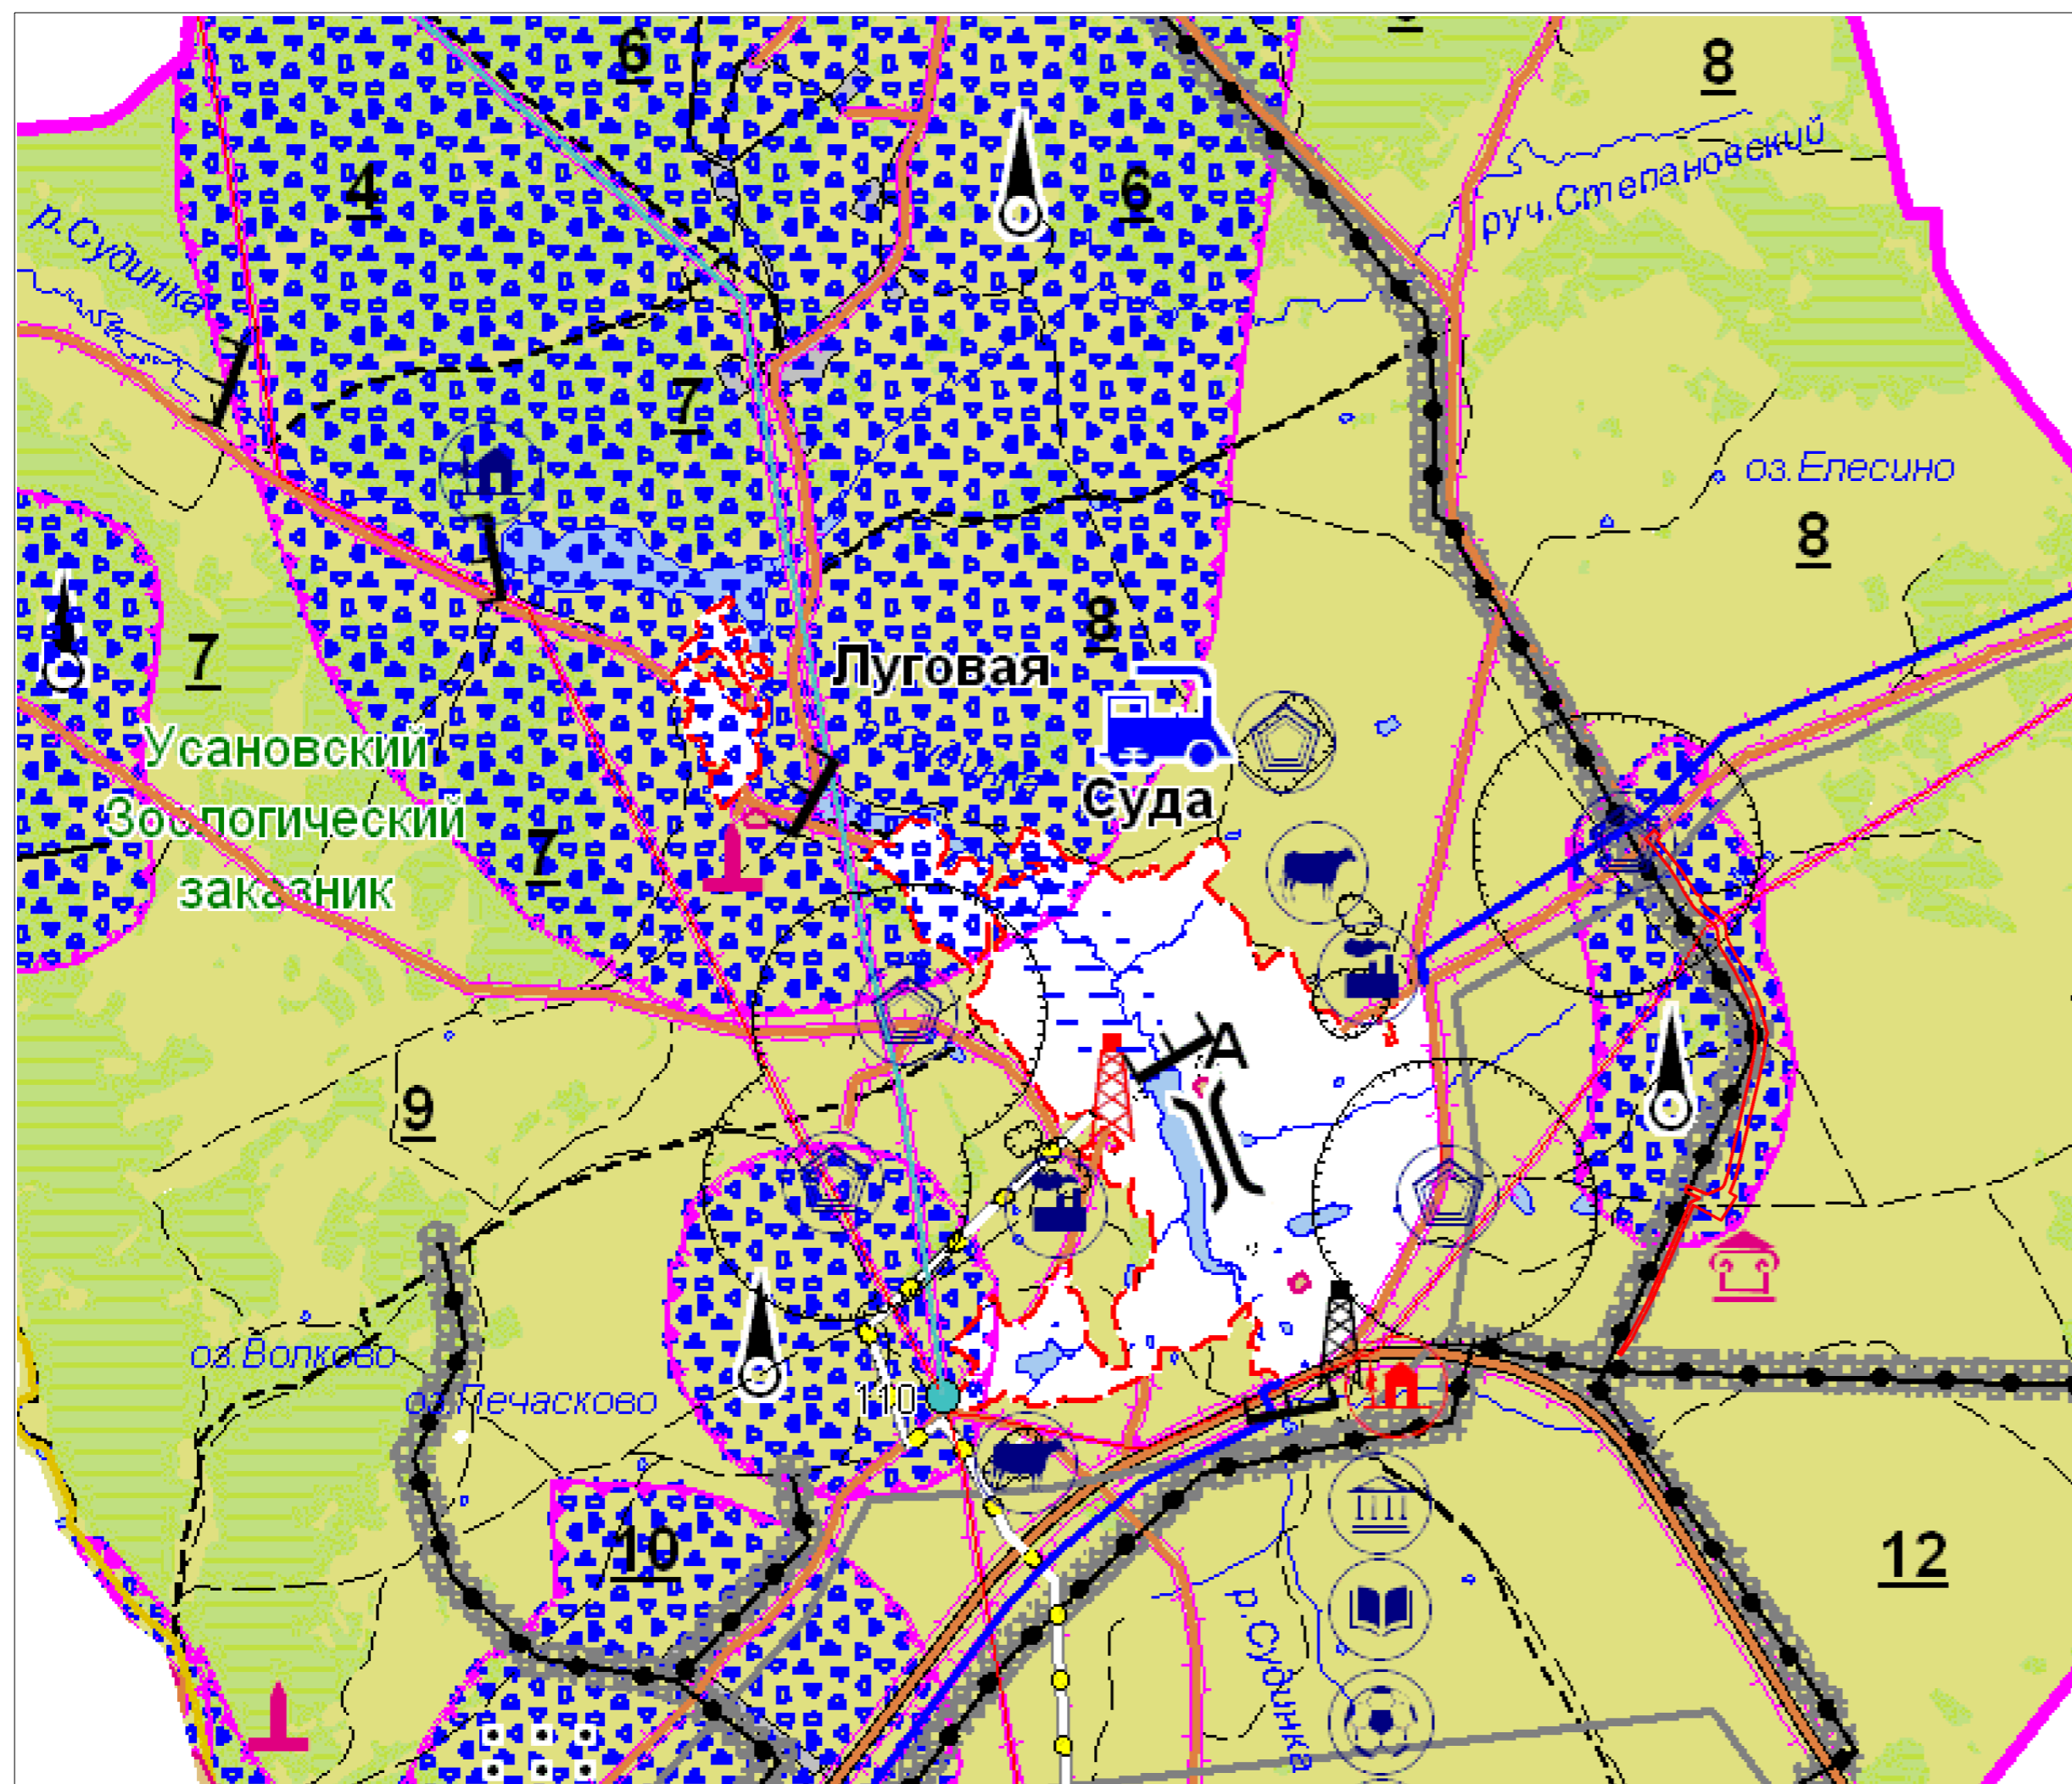 6
8
4
6
р.Судинка
руч.Степановский
7
оз.Елесино
8
8
7
Луговая
Усановский
Суда
р.Судинка
Зоологический
7
заказник
А
9
оз.Волково
оз.Печасково
110
10
12
р.Судинка